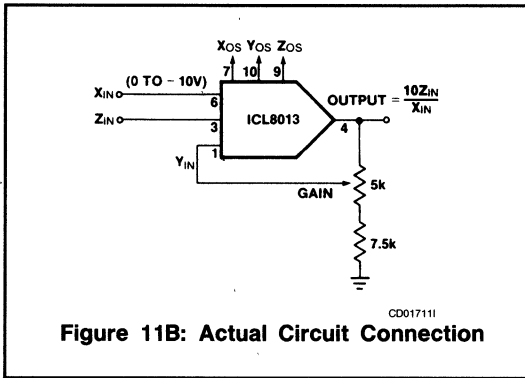 XOS YOS ZOS
7 10 9
(0 TO - 10V)
XIN
6
ZIN
3
ICL8013
4
OUTPUT = 10ZIN
XIN
1
YIN
GAIN
5k
7.5k
CD01711I
Figure 11B: Actual Circuit Connection